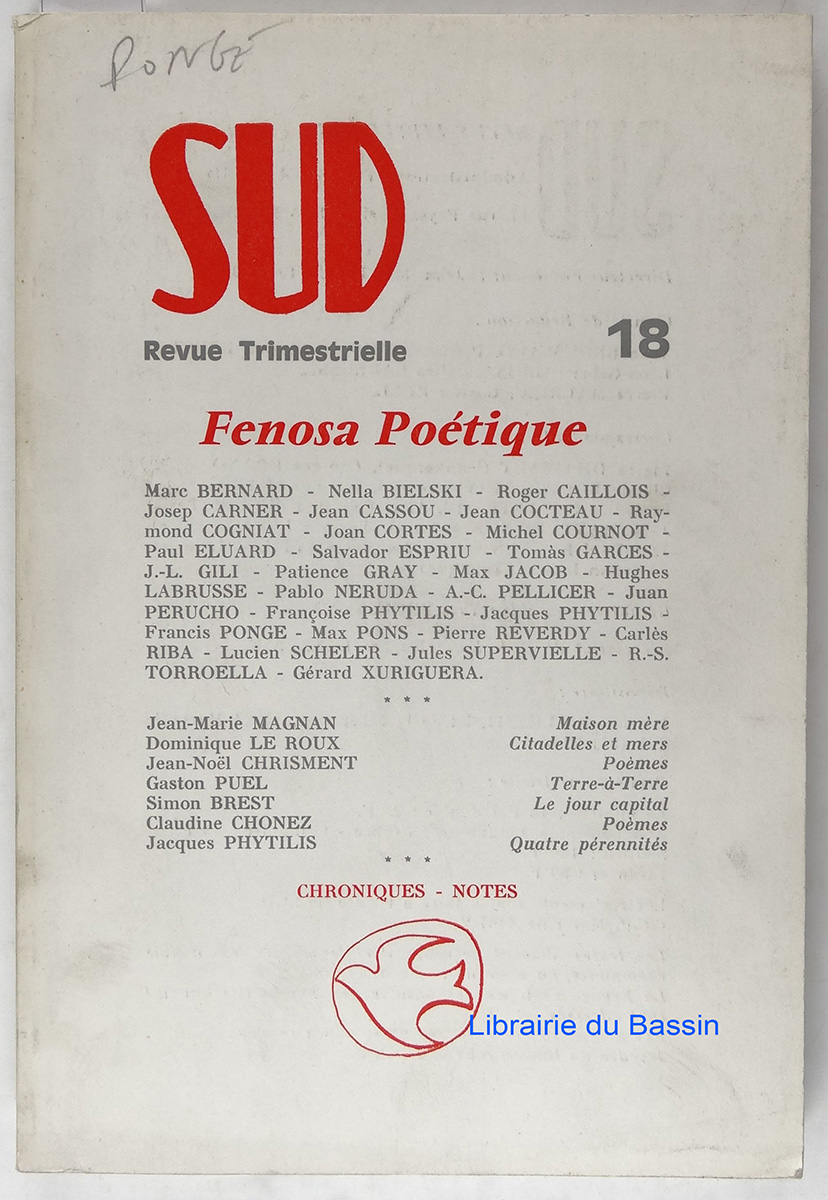 PONGE
SUD
Revue Trimestrielle 18
Fenosa Poétique
Marc BERNARD - Nella BIELSKI - Roger CAILLOIS -
Josep CARNER - Jean CASSOU - Jean COCTEAU - Ray-
mond COGNIAT - Joan CORTES - Michel COURNOT -
Paul ELUARD - Salvador ESPRIU - Tomàs GARCES -
J.-L. GILI - Patience GRAY - Max JACOB - Hughes
LABRUSSE - Pablo NERUDA - A.-C. PELLICER - Juan
PERUCHO - Françoise PHYTILIS - Jacques PHYTILIS -
Francis PONGE - Max PONS - Pierre REVERDY - Carlès
RIBA - Lucien SCHELER - Jules SUPERVIELLE - R.-S.
TORROELLA - Gérard XURIGUERA.
* * *
Jean-Marie MAGNAN Maison mère
Dominique LE ROUX Citadelles et mers
Jean-Noël CHRISMENT Poèmes
Gaston PUEL Terre-à-Terre
Simon BREST Le jour capital
Claudine CHONEZ Poèmes
Jacques PHYTILIS Quatre pérennités
* * *
CHRONIQUES - NOTES
Librairie du Bassin